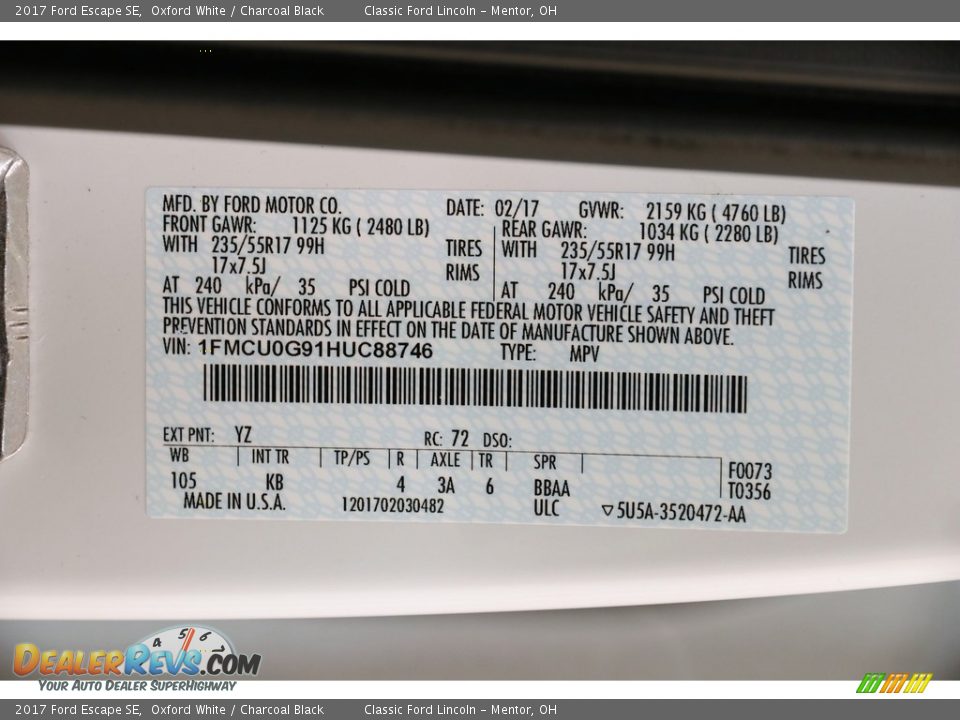 2017 Ford Escape SE, Oxford White / Charcoal Black Classic Ford Lincoln - Mentor, OH
MFD. BY FORD MOTOR CO. DATE: 02/17 GVWR: 2159 KG ( 4760 LB)
FRONT GAWR: 1125 KG ( 2480 LB) REAR GAWR: 1034 KG ( 2280 LB)
WITH 235/55R17 99H TIRES WITH 235/55R17 99H TIRES
17x7.5J RIMS 17x7.5J RIMS
AT 240 kPa/ 35 PSI COLD AT 240 kPa/ 35 PSI COLD
THIS VEHICLE CONFORMS TO ALL APPLICABLE FEDERAL MOTOR VEHICLE SAFETY AND THEFT
PREVENTION STANDARDS IN EFFECT ON THE DATE OF MANUFACTURE SHOWN ABOVE.
VIN: 1FMCU0G91HUC88746 TYPE: MPV
EXT PNT: YZ RC: 72 DSO:
WB INT TR TP/PS R AXLE TR SPR F0073
105 KB 4 3A 6 BBAA T0356
MADE IN U.S.A. 1201702030482 ULC ▽5U5A-3520472-AA
4 5 6
DealerRevs.com
Your Auto Dealer SuperHighway
2017 Ford Escape SE, Oxford White / Charcoal Black Classic Ford Lincoln - Mentor, OH